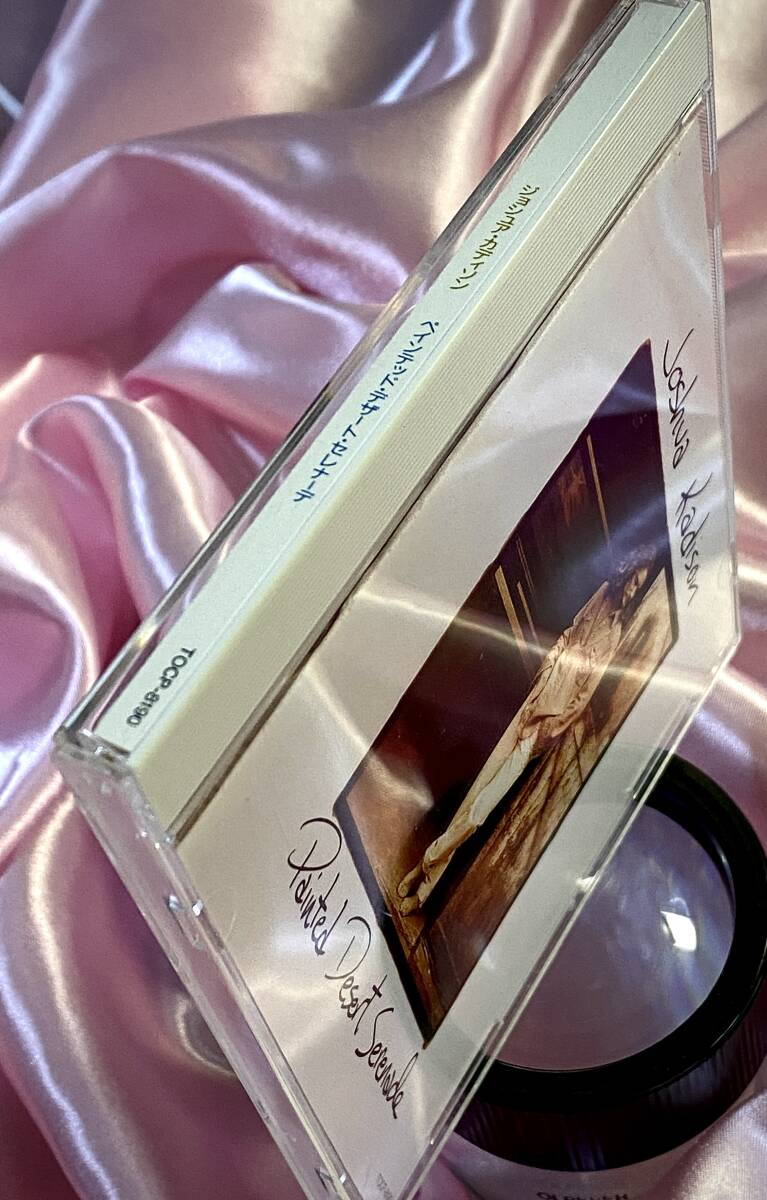 ジョシュア・カディソン
ペインテッド・デザート・セレナーデ
TOCP-8190
Joshua Kadison
Painted Desert Serenade